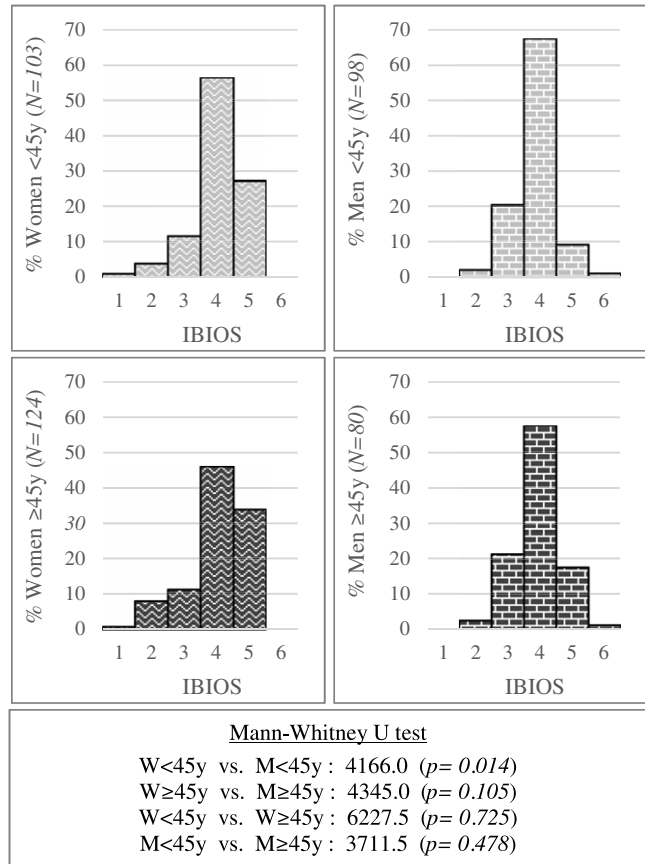 % Women <45y (N=103)
70
60
50
40
30
20
10
0
1 2 3 4 5 6
IBIOS
% Men <45y (N=98)
70
60
50
40
30
20
10
0
1 2 3 4 5 6
IBIOS
% Women ≥45y (N=124)
70
60
50
40
30
20
10
0
1 2 3 4 5 6
IBIOS
% Men ≥45y (N=80)
70
60
50
40
30
20
10
0
1 2 3 4 5 6
IBIOS
Mann-Whitney U test
W<45y vs. M<45y : 4166.0 (p= 0.014)
W≥45y vs. M≥45y : 4345.0 (p= 0.105)
W<45y vs. W≥45y : 6227.5 (p= 0.725)
M<45y vs. M≥45y : 3711.5 (p= 0.478)